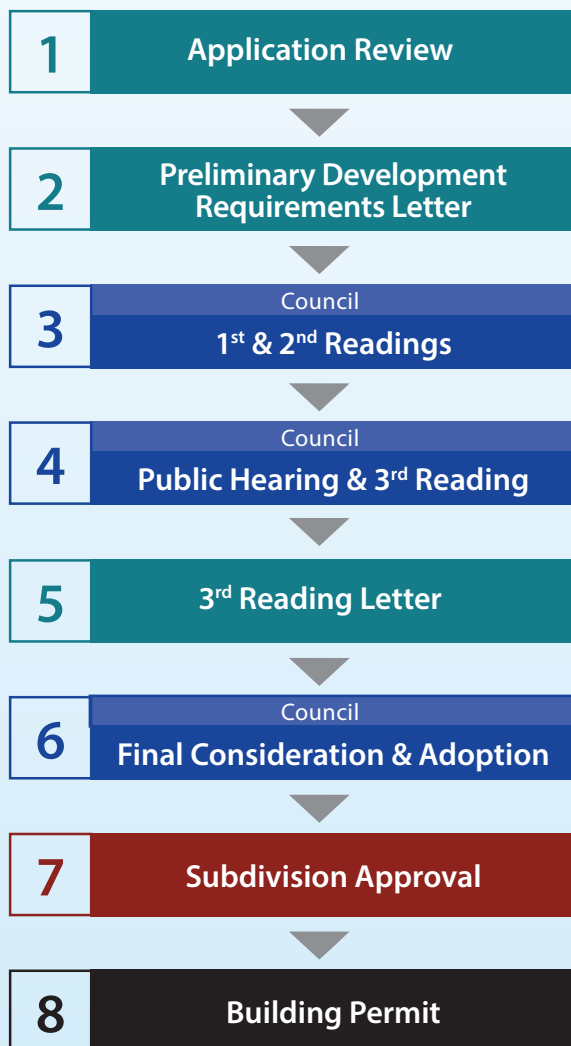 1
Application Review
2
Preliminary Development
Requirements Letter
3
Council
1st & 2nd Readings
4
Council
Public Hearing & 3rd Reading
5
3rd Reading Letter
6
Council
Final Consideration & Adoption
7
Subdivision Approval
8
Building Permit